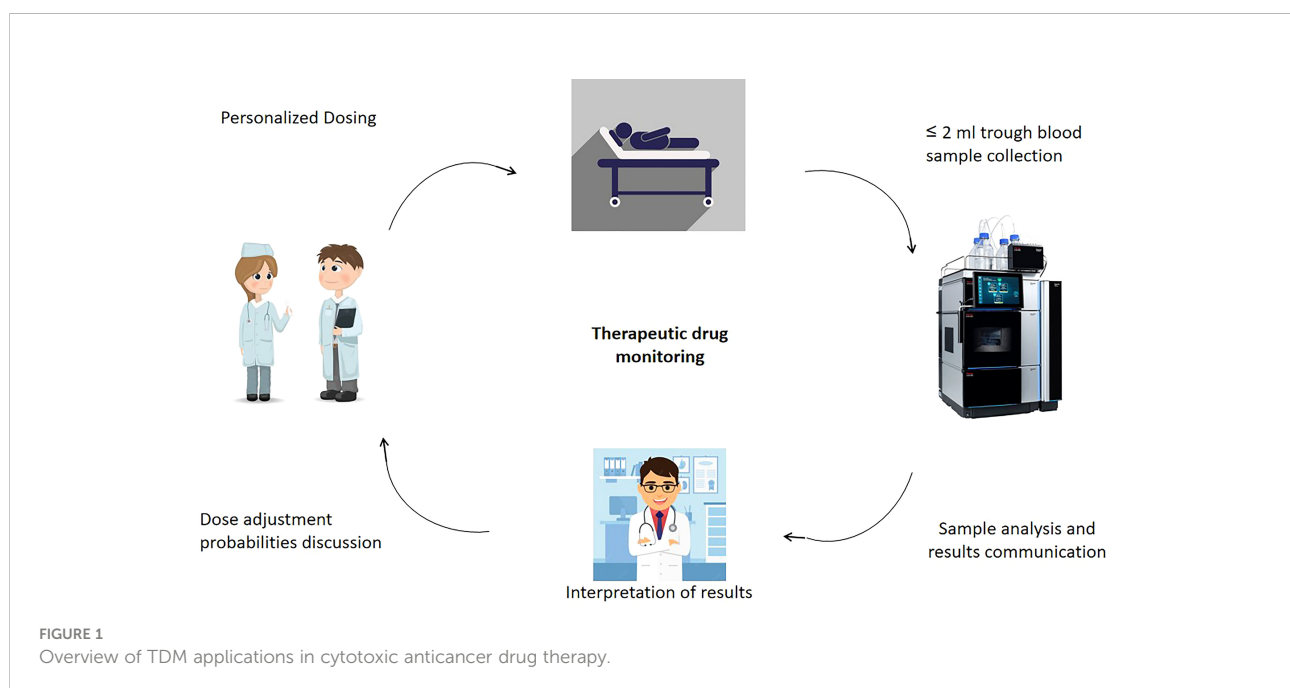 Personalized Dosing
≤ 2 ml trough blood
sample collection
Therapeutic drug
monitoring
Dose adjustment
probabilities discussion
Sample analysis and
results communication
Interpretation of results
FIGURE 1
Overview of TDM applications in cytotoxic anticancer drug therapy.